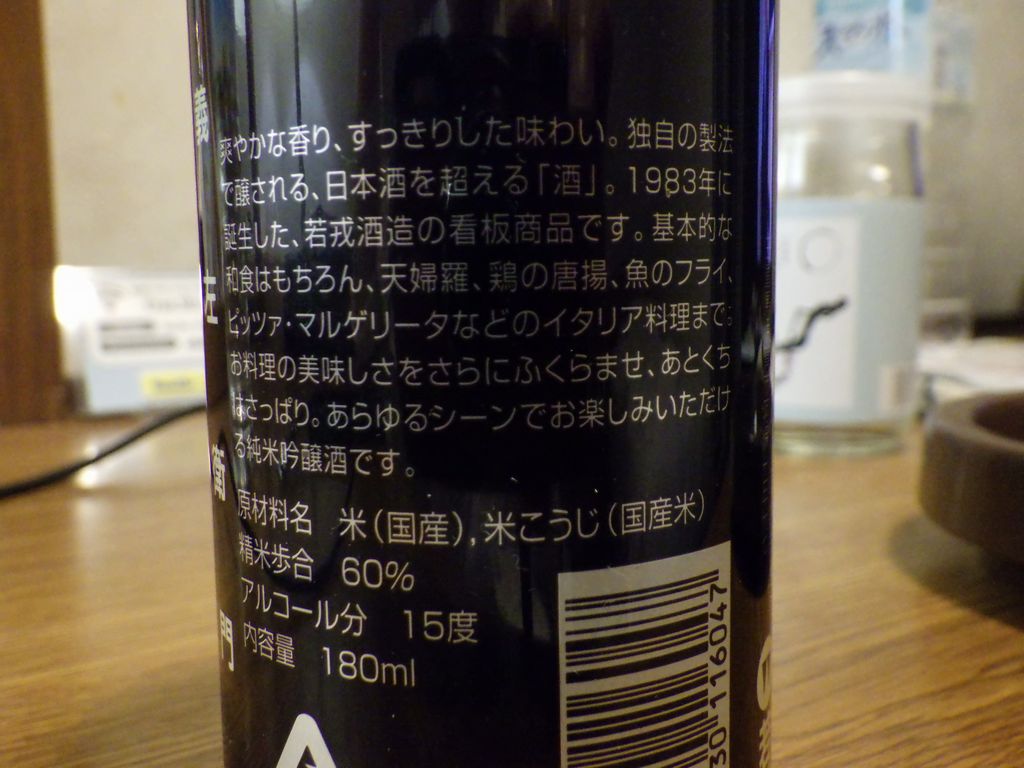 爽やかな香り、すっきりした味わい。独自の製法
で醸される、日本酒を超える「酒」。1983年に
誕生した、若戎酒造の看板商品です。基本的な
和食はもちろん、天婦羅、鶏の唐揚、魚のフライ、
ピッツァ・マルゲリータなどのイタリア料理まで。
お料理の美味しさをさらにふくらませ、あとくち
はさっぱり。あらゆるシーンでお楽しみいただけ
る純米吟醸酒です。
原材料名 米(国産),米こうじ(国産米)
精米歩合 60%
アルコール分 15度
内容量 180ml
義左衛門
30 116047